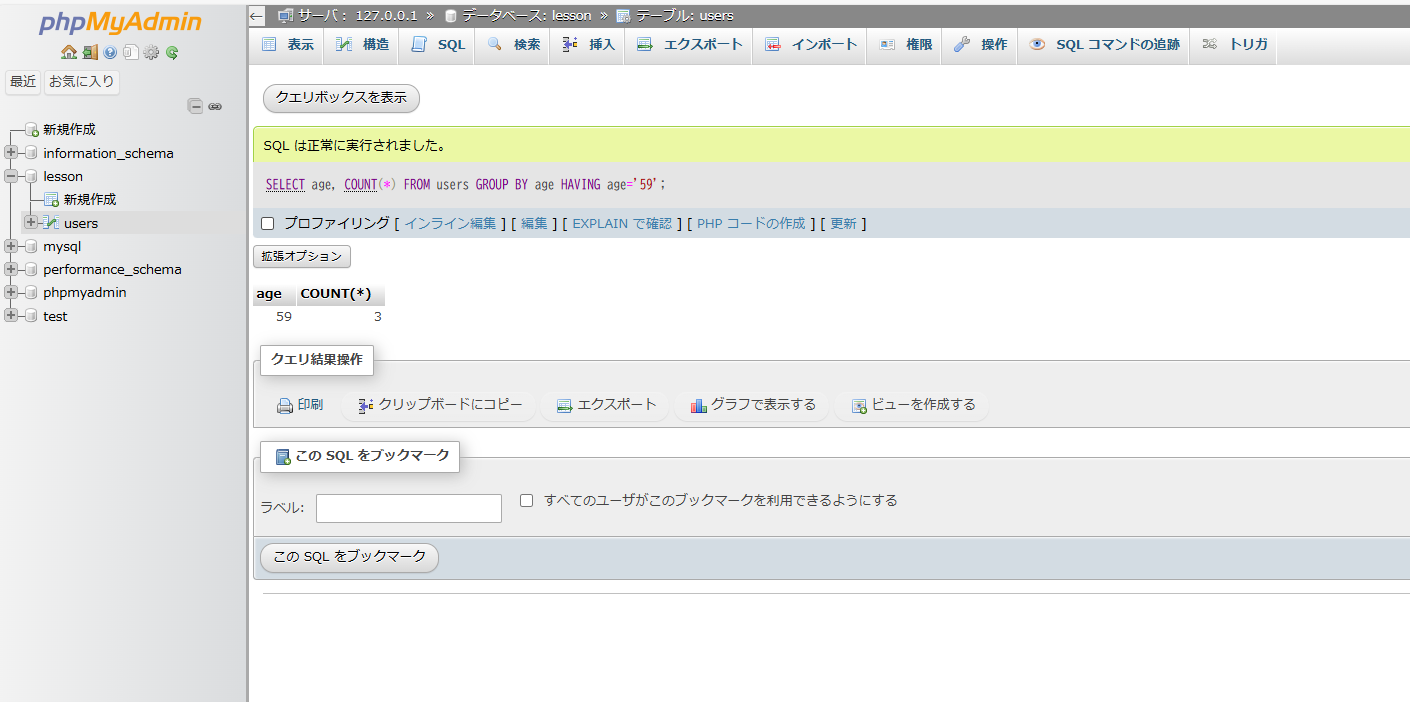 phpMyAdmin
最近 お気に入り
新規作成
information_schema
lesson
新規作成
users
mysql
performance_schema
phpmyadmin
test
← サーバ: 127.0.0.1 » データベース: lesson » テーブル: users
表示 構造 SQL 検索 挿入 エクスポート インポート 権限 操作 SQL コマンドの追跡 トリガ
クエリボックスを表示
SQL は正常に実行されました。
SELECT age, COUNT(*) FROM users GROUP BY age HAVING age='59';
プロファイリング [ インライン編集 ] [ 編集 ] [ EXPLAIN で確認 ] [ PHP コードの作成 ] [ 更新 ]
拡張オプション
age COUNT(*)
59 3
クエリ結果操作
印刷 クリップボードにコピー エクスポート グラフで表示する ビューを作成する
この SQL をブックマーク
ラベル: すべてのユーザがこのブックマークを利用できるようにする
この SQL をブックマーク